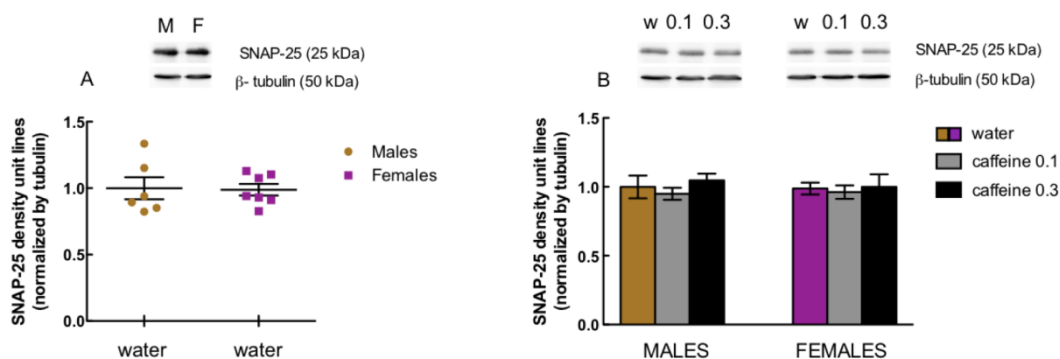 M F
SNAP-25 (25 kDa)
A
β- tubulin (50 kDa)
SNAP-25 density unit lines
(normalized by tubulin)
1.5
1.0
0.5
0.0
water
water
Males
Females
w 0.1 0.3
w 0.1 0.3
SNAP-25 (25 kDa)
B
β-tubulin (50 kDa)
SNAP-25 density unit lines
(normalized by tubulin)
1.5
1.0
0.5
0.0
MALES
FEMALES
water
caffeine 0.1
caffeine 0.3